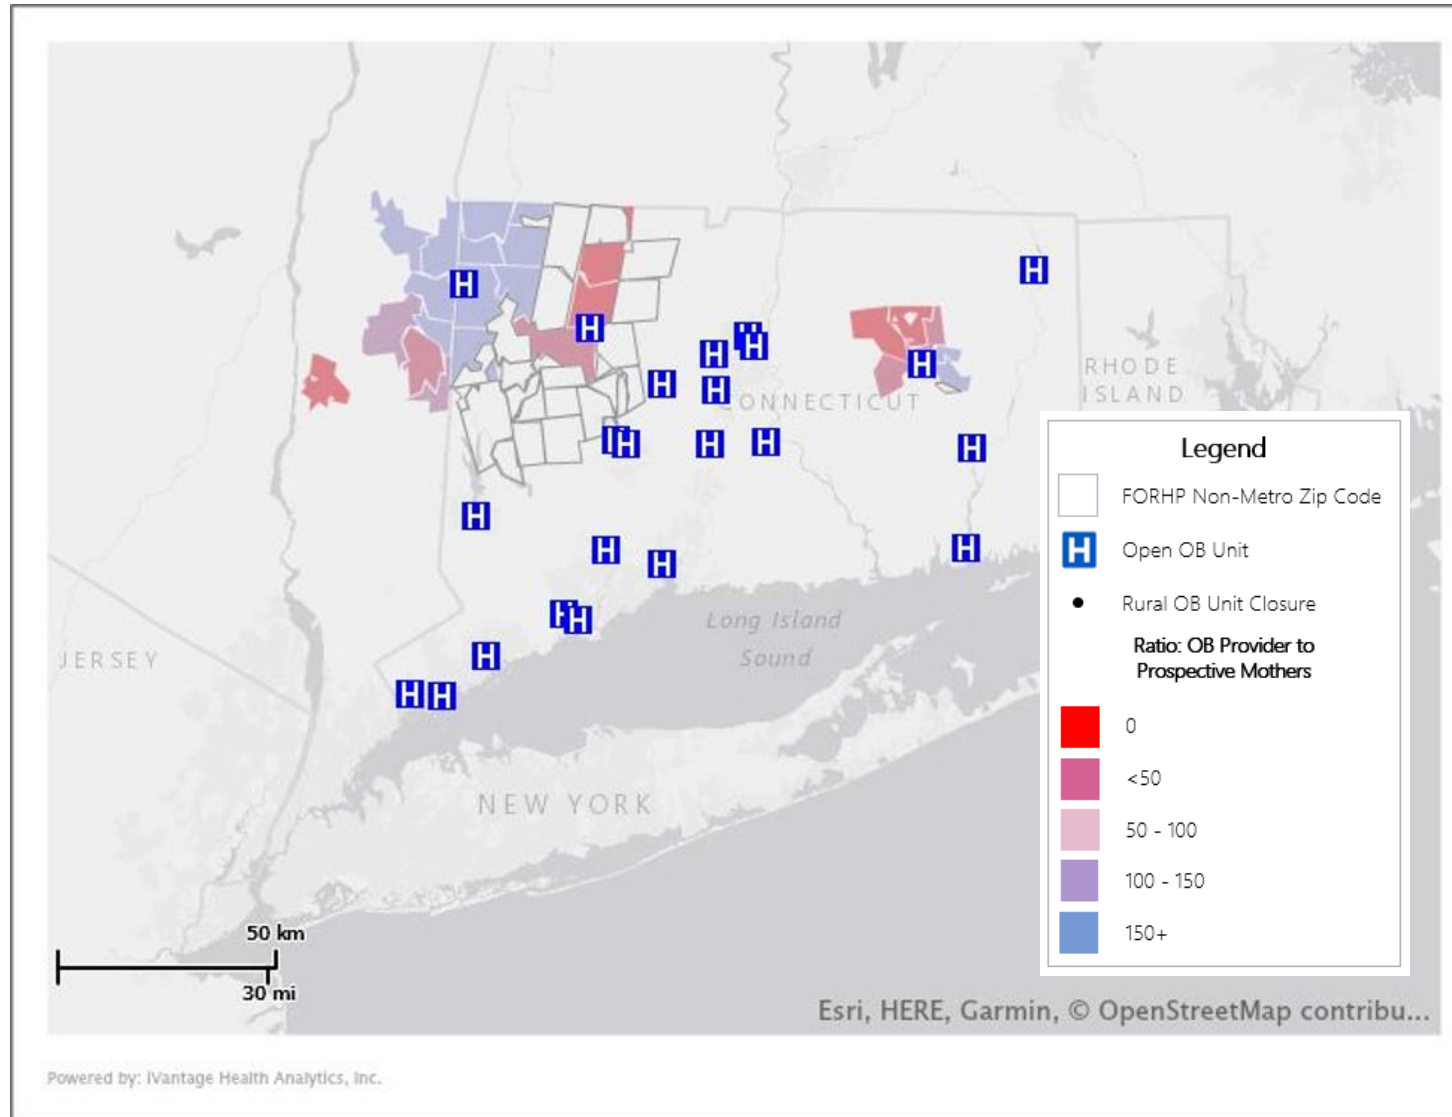 RHODE
ISLAND
CONNECTICUT
Legend
FORHP Non-Metro Zip Code
H Open OB Unit
Rural OB Unit Closure
Ratio: OB Provider to
Prospective Mothers
0
<50
50 - 100
100 - 150
150+
Long Island
Sound
JERSEY
NEW YORK
50 km
30 mi
Esri, HERE, Garmin, © OpenStreetMap contribu...
Powered by: iVantage Health Analytics, Inc.